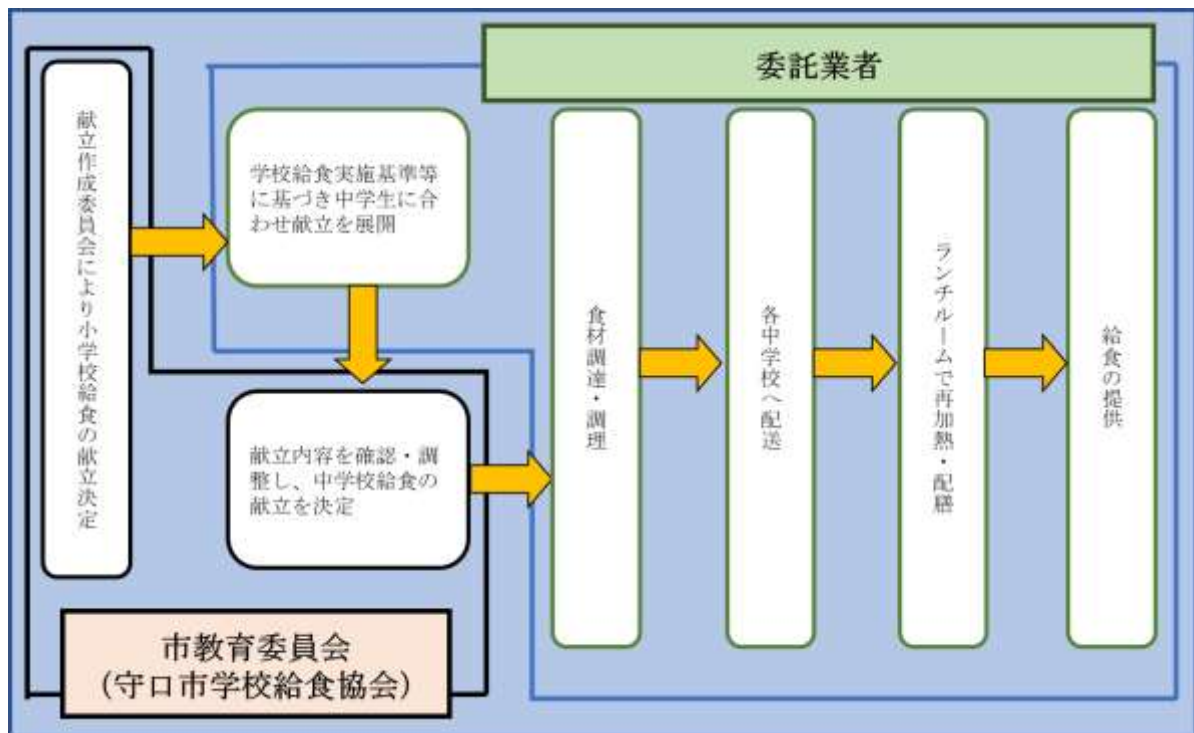 委託業者
献立作成委員会により小学校給食の献立決定
学校給食実施基準等
に基づき中学生に合
わせ献立を展開
献立内容を確認・調
整し、中学校給食の
献立を決定
食材調達・調理
各中学校へ配送
ランチルームで再加熱・配膳
給食の提供
市教育委員会
（守口市学校給食協会）